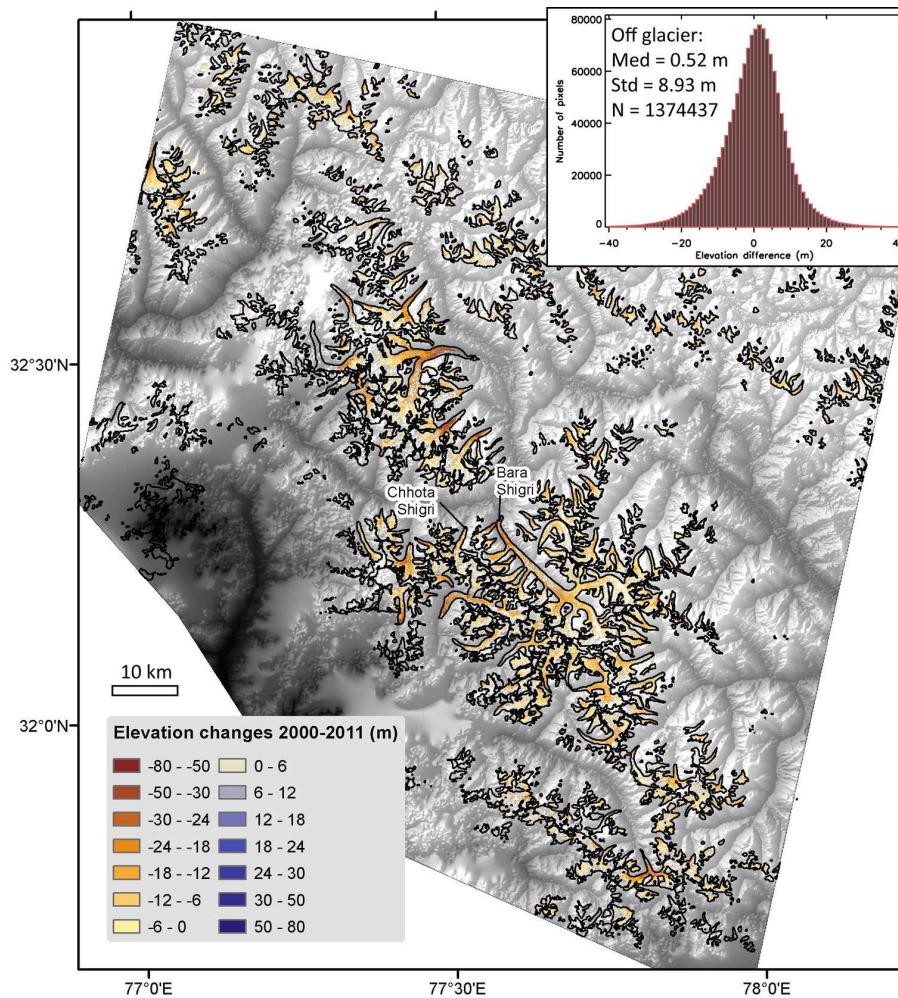 80000
60000
40000
20000
0
Number of pixels
Off glacier:
Med = 0.52 m
Std = 8.93 m
N = 1374437
-40
-20
0
20
40
Elevation difference (m)
32°30'N
Bara
Shigri
Chhota
Shigri
10 km
32°0'N
Elevation changes 2000-2011 (m)
-80 - -50
0 - 6
-50 - -30
6 - 12
-30 - -24
12 - 18
-24 - -18
18 - 24
-18 - -12
24 - 30
-12 - -6
30 - 50
-6 - 0
50 - 80
77°0'E
77°30'E
78°0'E